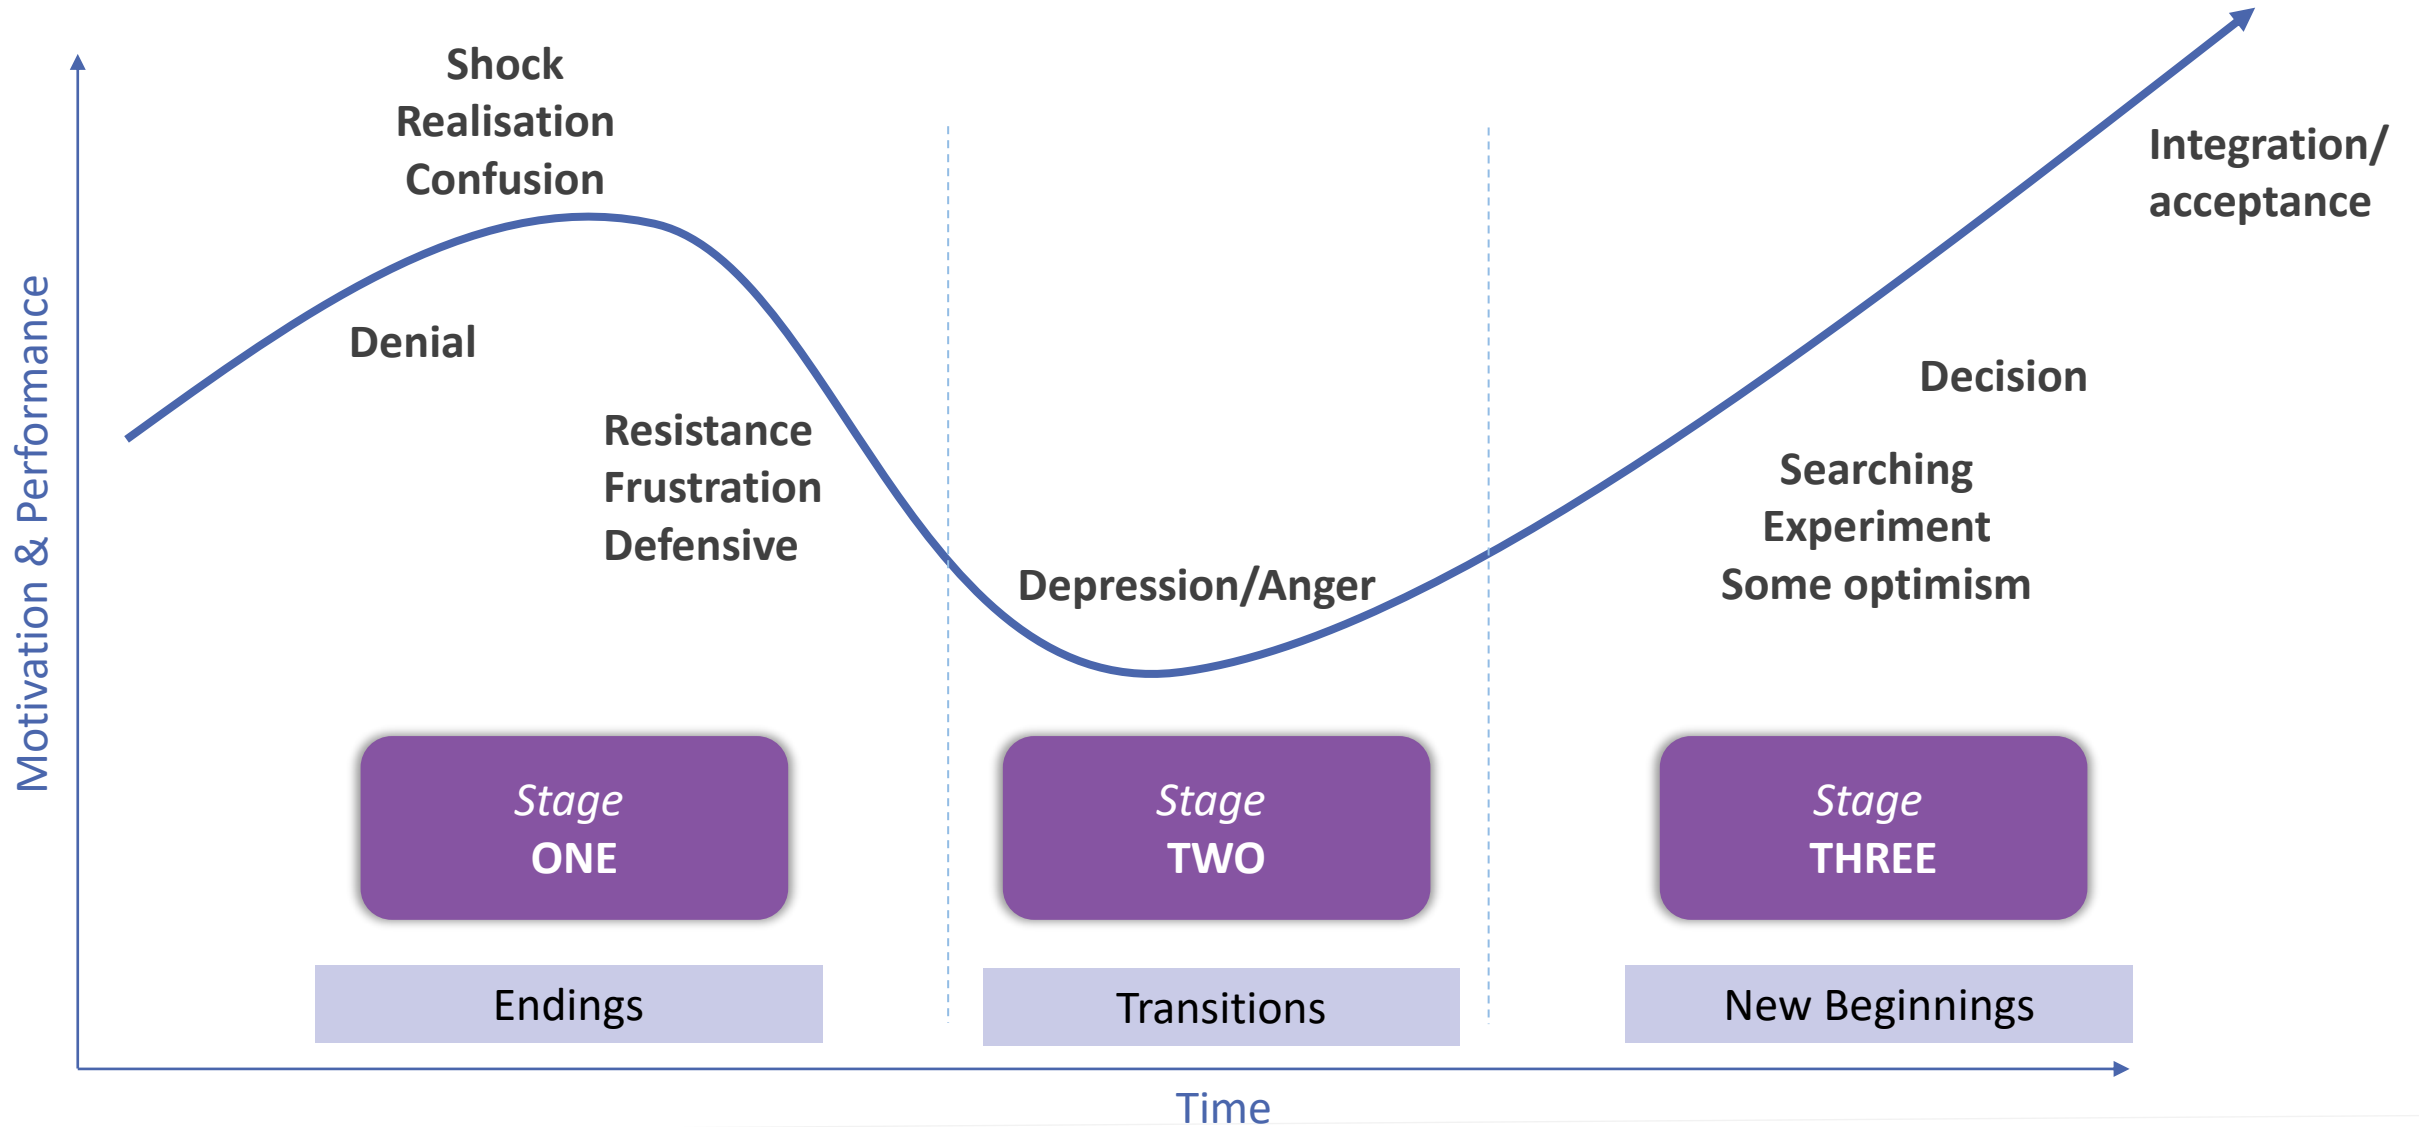 Shock
Realisation
Confusion
Integration/
acceptance
Denial
Decision
Resistance
Frustration
Defensive
Searching
Experiment
Some optimism
Depression/Anger
Motivation & Performance
Stage
ONE
Stage
TWO
Stage
THREE
Endings
Transitions
New Beginnings
Time